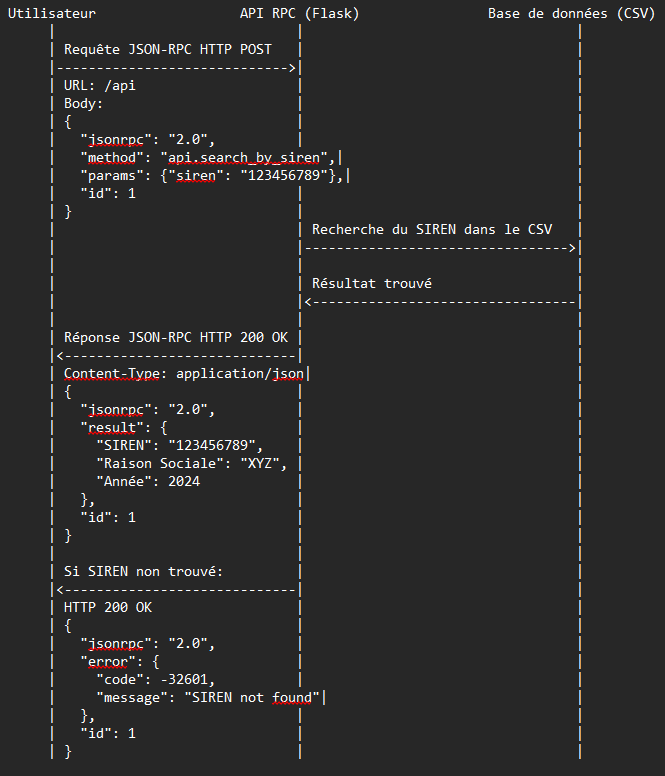 Utilisateur                  API RPC (Flask)                Base de données (CSV)
     |                              |                                  |
     | Requête JSON-RPC HTTP POST   |                                  |
     |----------------------------->|                                  |
     | URL: /api                    |                                  |
     | Body:                        |                                  |
     | {                            |                                  |
     |   "jsonrpc": "2.0",          |                                  |
     |   "method": "api.search_by_siren",|                             |
     |   "params": {"siren": "123456789"},|                            |
     |   "id": 1                    |                                  |
     | }                            |                                  |
     |                              | Recherche du SIREN dans le CSV   |
     |                              |--------------------------------->|
     |                              |                                  |
     |                              | Résultat trouvé                  |
     |                              |<---------------------------------|
     |                              |                                  |
     | Réponse JSON-RPC HTTP 200 OK |                                  |
     |<-----------------------------|                                  |
     | Content-Type: application/json|                                 |
     | {                            |                                  |
     |   "jsonrpc": "2.0",          |                                  |
     |   "result": {                |                                  |
     |     "SIREN": "123456789",    |                                  |
     |     "Raison Sociale": "XYZ", |                                  |
     |     "Année": 2024            |                                  |
     |   },                         |                                  |
     |   "id": 1                    |                                  |
     | }                            |                                  |
     |                              |                                  |
     | Si SIREN non trouvé:         |                                  |
     |<-----------------------------|                                  |
     | HTTP 200 OK                  |                                  |
     | {                            |                                  |
     |   "jsonrpc": "2.0",          |                                  |
     |   "error": {                 |                                  |
     |     "code": -32601,          |                                  |
     |     "message": "SIREN not found"|                               |
     |   },                         |                                  |
     |   "id": 1                    |                                  |
     | }                            |                                  |